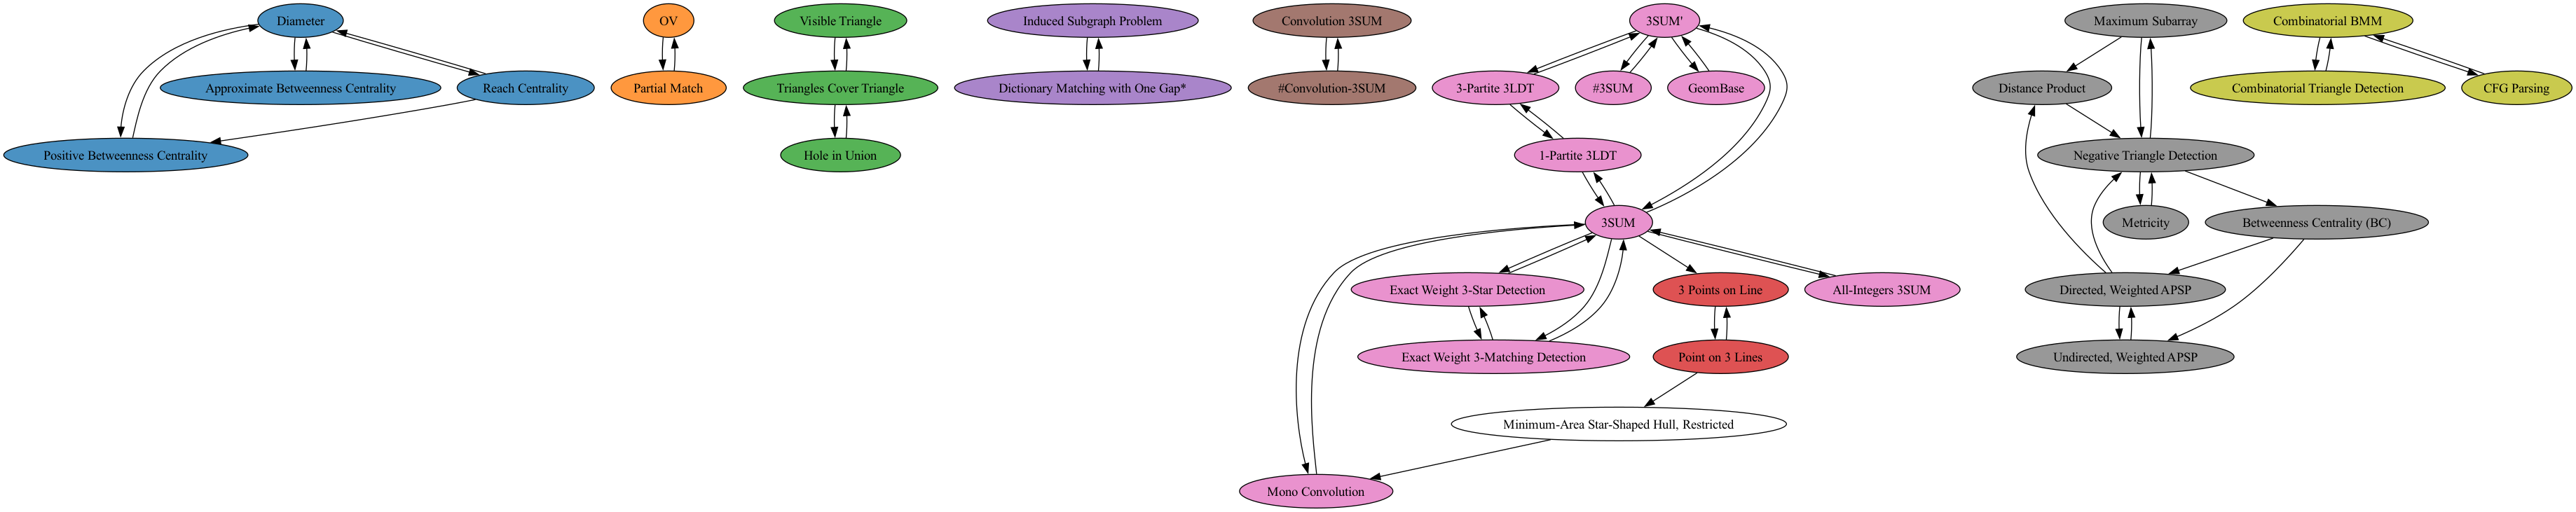 Diameter
OV
Visible Triangle
Induced Subgraph Problem
Convolution 3SUM
3SUM'
Maximum Subarray
Combinatorial BMM
Approximate Betweenness Centrality
Reach Centrality
Partial Match
Triangles Cover Triangle
Dictionary Matching with One Gap*
#Convolution-3SUM
3-Partite 3LDT
#3SUM
GeomBase
Distance Product
Combinatorial Triangle Detection
CFG Parsing
Positive Betweenness Centrality
Hole in Union
1-Partite 3LDT
Negative Triangle Detection
3SUM
Metricity
Betweenness Centrality (BC)
Exact Weight 3-Star Detection
3 Points on Line
All-Integers 3SUM
Directed, Weighted APSP
Exact Weight 3-Matching Detection
Point on 3 Lines
Undirected, Weighted APSP
Minimum-Area Star-Shaped Hull, Restricted
Mono Convolution